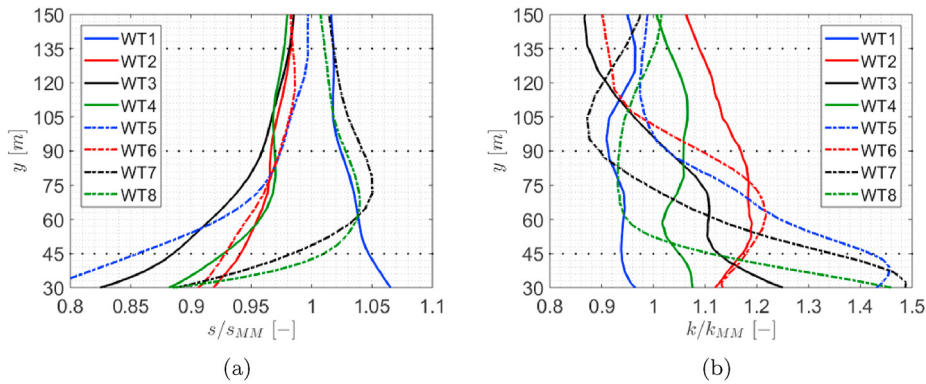 150
135
120
105
90
75
60
45
30
y [m]
WT1
WT2
WT3
WT4
WT5
WT6
WT7
WT8
0.8 0.85 0.9 0.95 1 1.05 1.1
s/s_MM [−]
(a)
150
135
120
105
90
75
60
45
30
y [m]
WT1
WT2
WT3
WT4
WT5
WT6
WT7
WT8
0.8 0.9 1 1.1 1.2 1.3 1.4 1.5
k/k_MM [−]
(b)